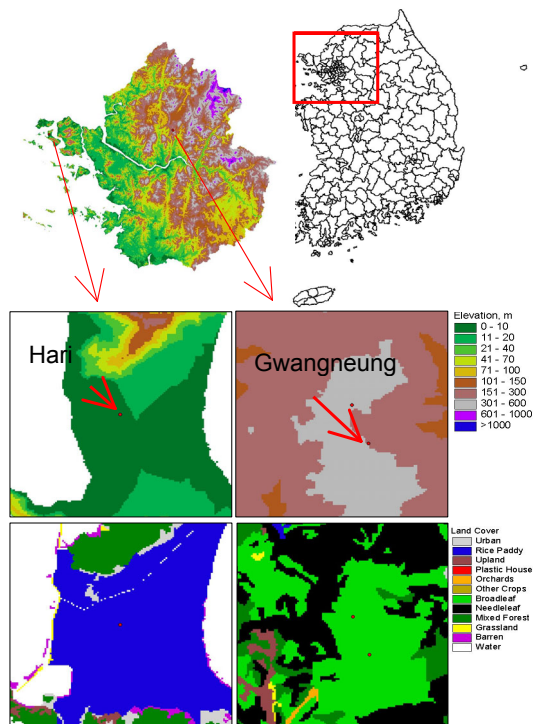 Elevation, m
0 - 10
11 - 20
21 - 40
41 - 70
71 - 100
101 - 150
151 - 300
301 - 600
601 - 1000
>1000
Hari
Gwangneung
Land Cover
Urban
Rice Paddy
Upland
Plastic House
Orchards
Other Crops
Broadleaf
Needleleaf
Mixed Forest
Grassland
Barren
Water